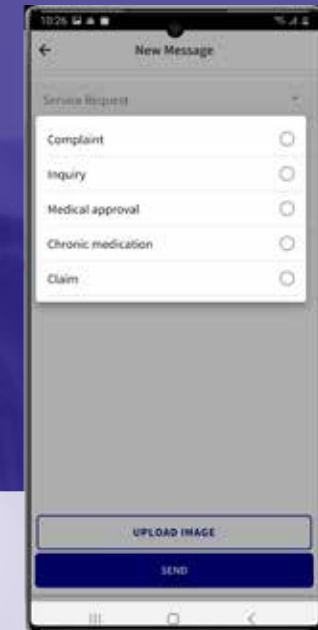 10:26
New Message
Service Request
Complaint
Inquiry
Medical approval
Chronic medication
Claim
UPLOAD IMAGE
SEND